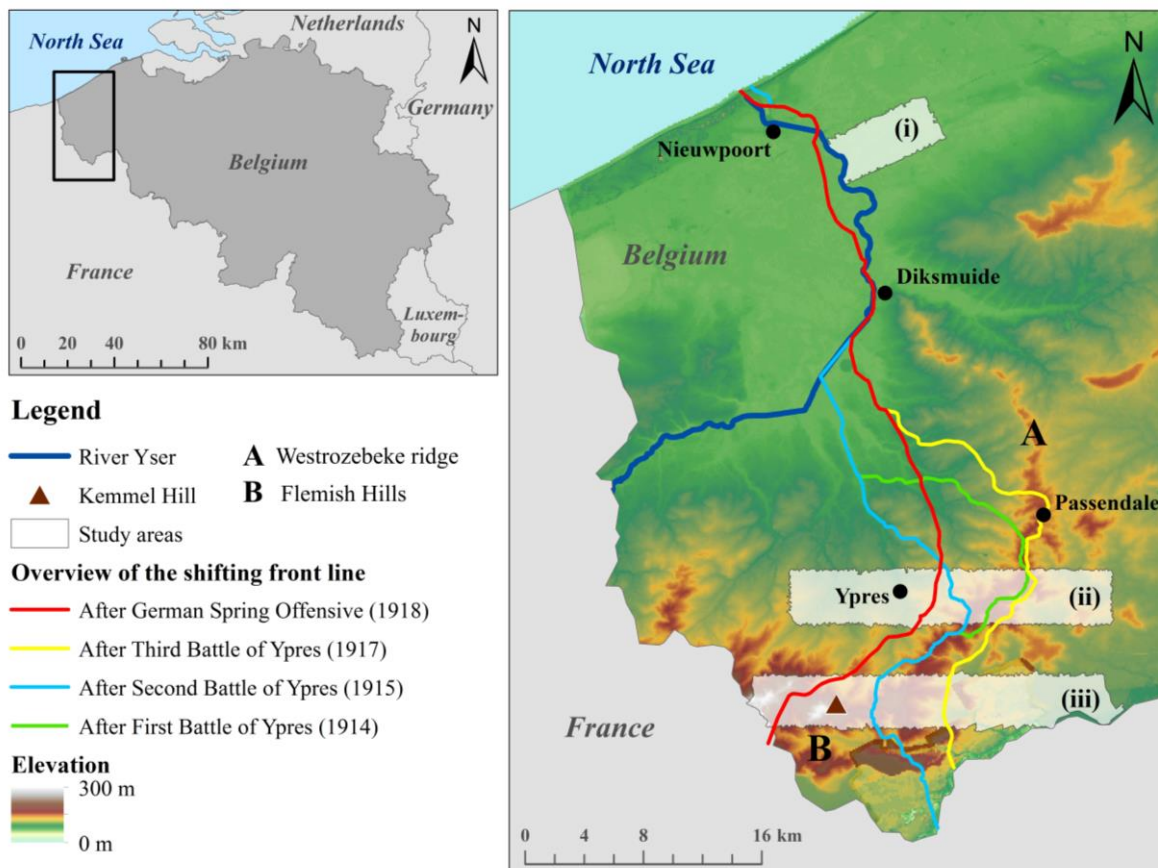 North Sea
Netherlands
N
Germany
Belgium
France
Luxem-
bourg
0 20 40 80 km
Legend
River Yser
A Westrozebeke ridge
Kemmel Hill
B Flemish Hills
Study areas
Overview of the shifting front line
After German Spring Offensive (1918)
After Third Battle of Ypres (1917)
After Second Battle of Ypres (1915)
After First Battle of Ypres (1914)
Elevation
300 m
0 m
North Sea
N
(i)
Nieuwpoort
Belgium
Diksmuide
A
Passendale
Ypres
(ii)
(iii)
France
B
0 4 8 16 km